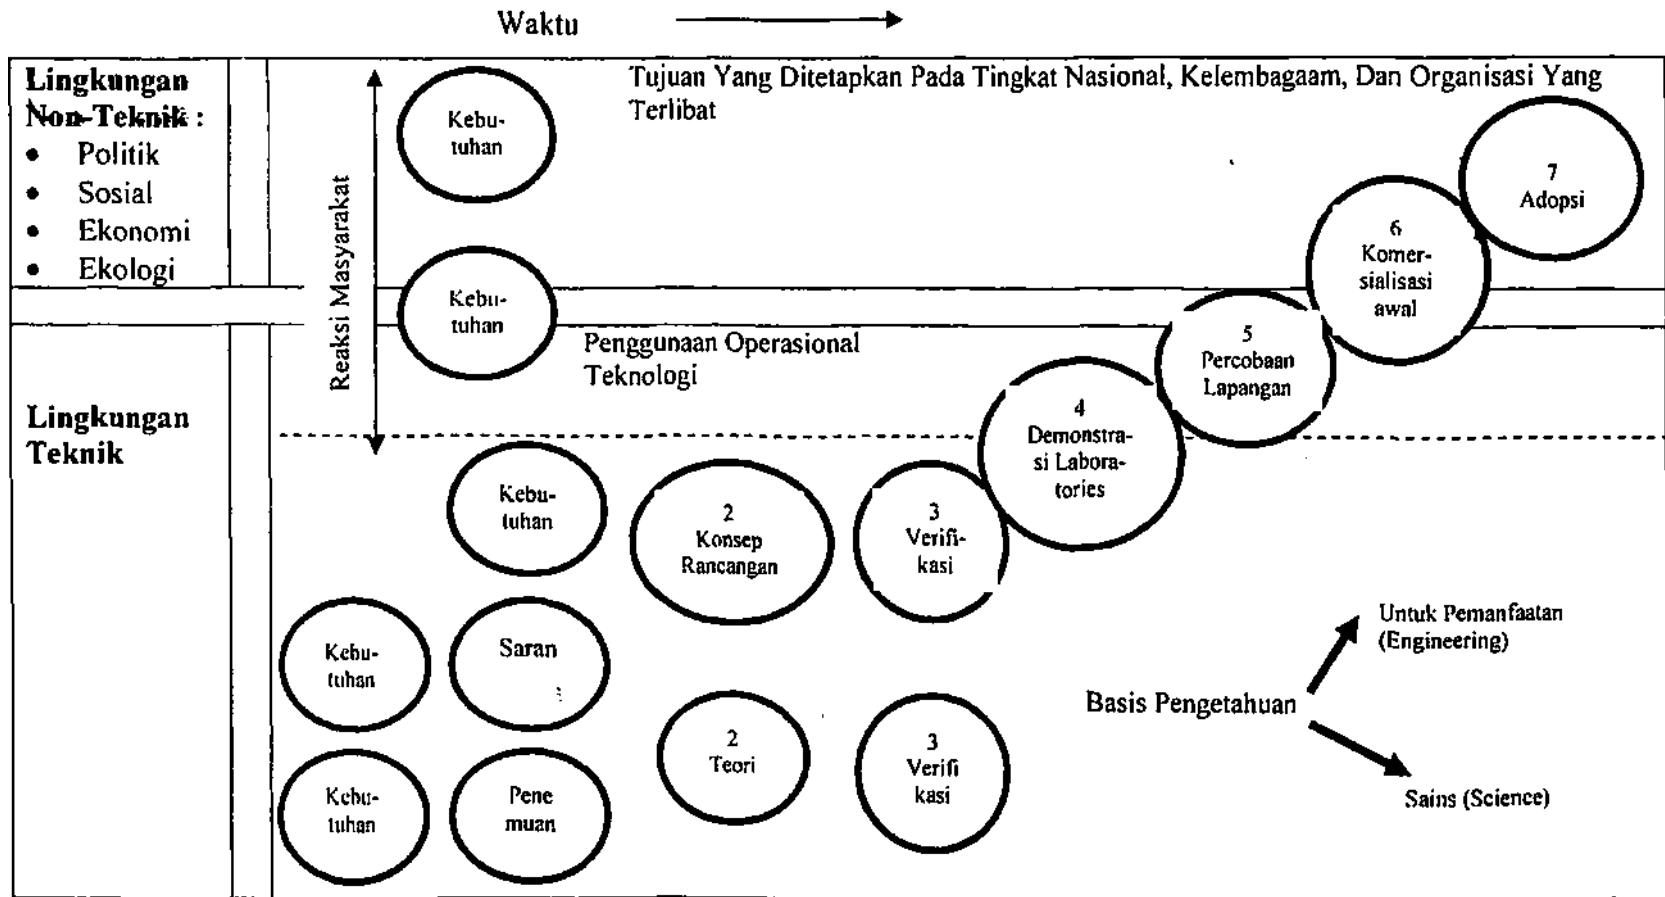 Waktu
Lingkungan
Non-Teknik :
• Politik
• Sosial
• Ekonomi
• Ekologi
Reaksi Masyarakat
Kebu-
tuhan
Tujuan Yang Ditetapkan Pada Tingkat Nasional, Kelembagaam, Dan Organisasi Yang
Terlibat
7
Adopsi
6
Komer-
sialisasi
awal
Kebu-
tuhan
Lingkungan
Teknik
Penggunaan Operasional
Teknologi
5
Percobaan
Lapangan
4
Demonstra-
si Labora-
tories
Kebu-
tuhan
2
Konsep
Rancangan
3
Verifi-
kasi
Kebu-
tuhan
Saran
Untuk Pemanfaatan
(Engineering)
Basis Pengetahuan
Sains (Science)
Kebu-
tuhan
Pene
muan
2
Teori
3
Verifi
kasi